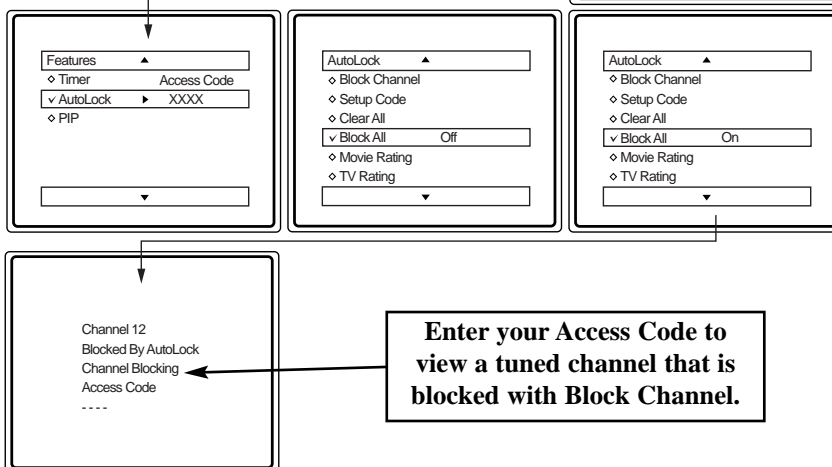 Features
Timer Access Code
AutoLock XXXX
PIP
AutoLock
Block Channel
Setup Code
Clear All
Block All Off
Movie Rating
TV Rating
AutoLock
Block Channel
Setup Code
Clear All
Block All On
Movie Rating
TV Rating
Channel 12
Blocked By AutoLock
Channel Blocking
Access Code
- - - -
Enter your Access Code to
view a tuned channel that is
blocked with Block Channel.